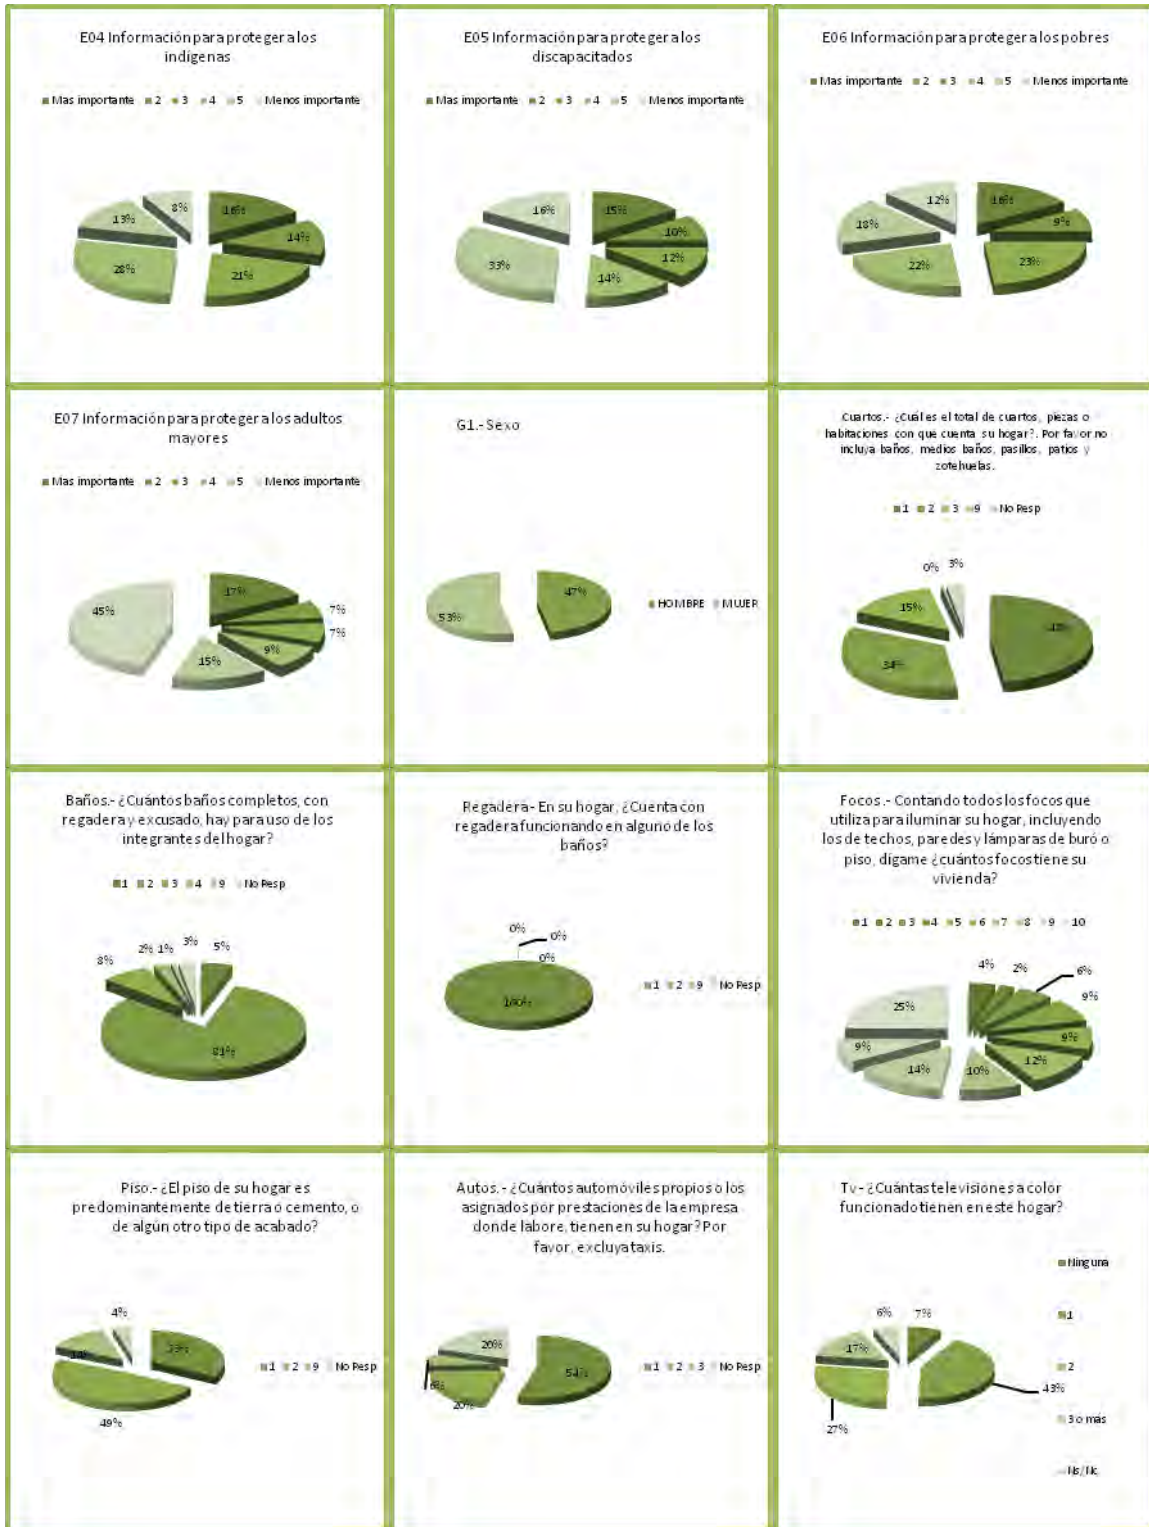 E04 Información para proteger a los
indígenas
Mas importante 2 3 4 5 Menos importante
8%
16%
13%
14%
28%
21%
E05 Información para proteger a los
discapacitados
Mas importante 2 3 4 5 Menos importante
16%
15%
10%
12%
33%
14%
E06 Información para proteger a los pobres
Mas importante 2 3 4 5 Menos importante
12%
16%
18%
9%
22%
23%
E07 Información para proteger a los adultos
mayores
Mas importante 2 3 4 5 Menos importante
17%
45%
7%
7%
9%
15%
G1.- Sexo
47%
53%
HOMBRE MUJER
Cuartos.- ¿Cuál es el total de cuartos, piezas o
habitaciones con que cuenta su hogar?. Por favor no
incluya baños, medios baños, pasillos, patios y
zotehuelas.
1 2 3 9 No Resp
0% 3%
15%
34%
Baños.- ¿Cuántos baños completos, con
regadera y excusado, hay para uso de los
integrantes del hogar?
1 2 3 4 9 No Resp
2% 1% 3% 5%
8%
81%
Regadera- En su hogar, ¿Cuenta con
regadera funcionando en alguno de los
baños?
0%
0%
0%
100%
1 2 9 No Resp
Focos.- Contando todos los focos que
utiliza para iluminar su hogar, incluyendo
los de techos, paredes y lámparas de buró o
piso, dígame ¿cuántos focos tiene su
vivienda?
1 2 3 4 5 6 7 8 9 10
4% 2% 6%
25%
9%
9%
9%
12%
14%
10%
Piso.- ¿El piso de su hogar es
predominantemente de tierra o cemento, o
de algún otro tipo de acabado?
4%
49%
1 2 9 No Resp
Autos.- ¿Cuántos automóviles propios o los
asignados por prestaciones de la empresa
donde labore, tienen en su hogar? Por
favor, excluya taxis.
20%
54%
6%
20%
1 2 3 No Resp
Tv- ¿Cuántas televisiones a color
funcionado tienen en este hogar?
Ninguna
6% 7%
1
17%
2
43%
27%
3 o más
Ns/Nc